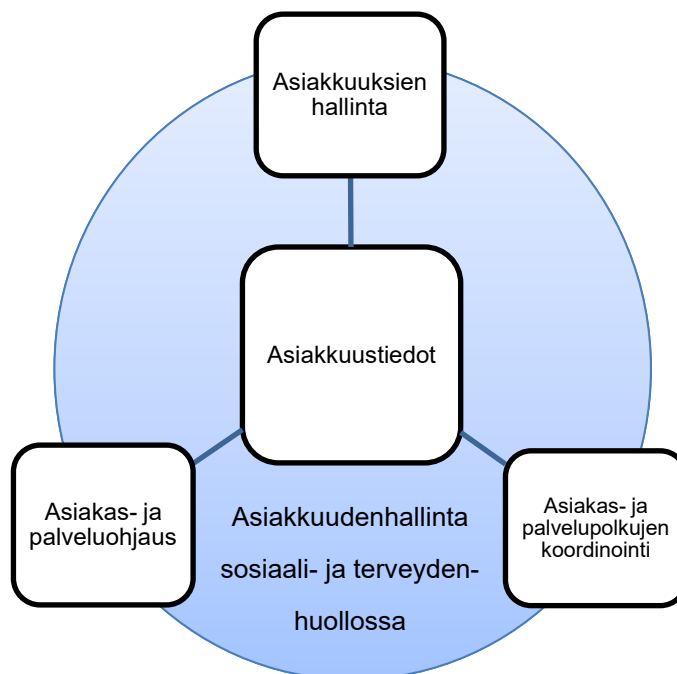 Asiakkuuksien
hallinta
Asiakkuustiedot
Asiakas- ja
palveluohjaus
Asiakkuudenhallinta
sosiaali- ja terveyden-
huollossa
Asiakas- ja
palvelupolkujen
koordinointi